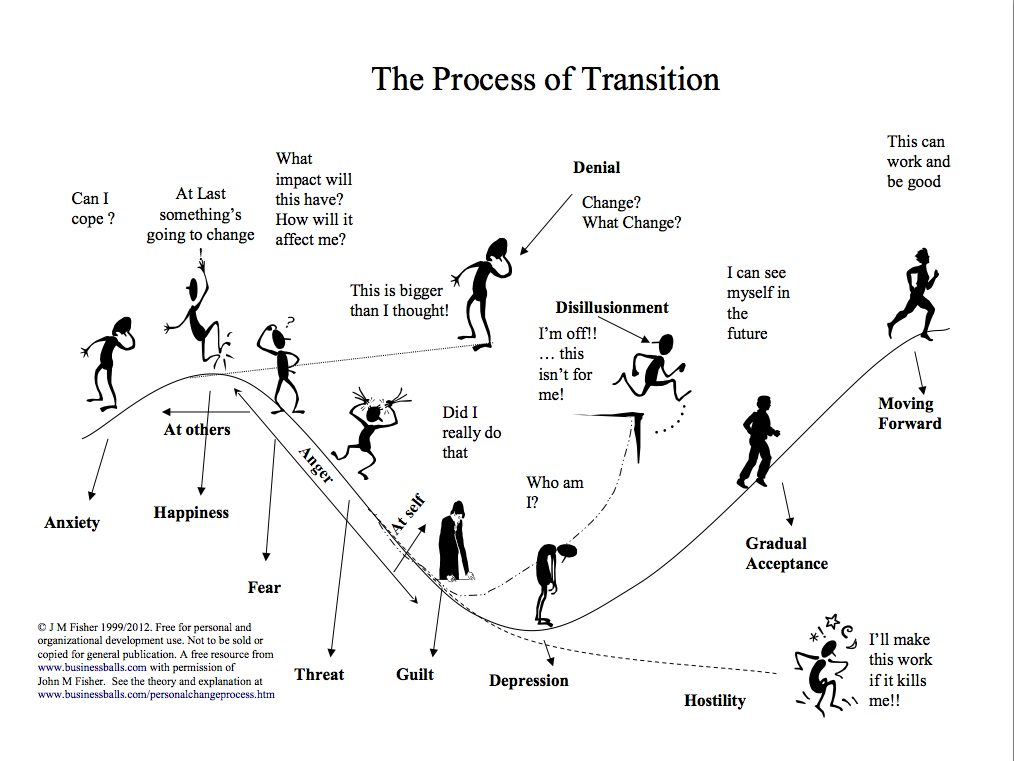 The Process of Transition
Can I
cope ?
At Last
something's
going to change
What
impact will
this have?
How will it
affect me?
Denial
Change?
What Change?
This can
work and
be good
This is bigger
than I thought!
Disillusionment
I'm off!!
… this
isn't for
me!
I can see
myself in
the
future
?
At others
Anger
Did I
really do
that
Moving
Forward
Anxiety
Happiness
At self
Who am
I?
Gradual
Acceptance
Fear
Threat
Guilt
Depression
Hostility
I'll make
this work
if it kills
me!!
© J M Fisher 1999/2012. Free for personal and
organizational development use. Not to be sold or
copied for general publication. A free resource from
www.businessballs.com with permission of
John M Fisher.  See the theory and explanation at
www.businessballs.com/personalchangeprocess.htm